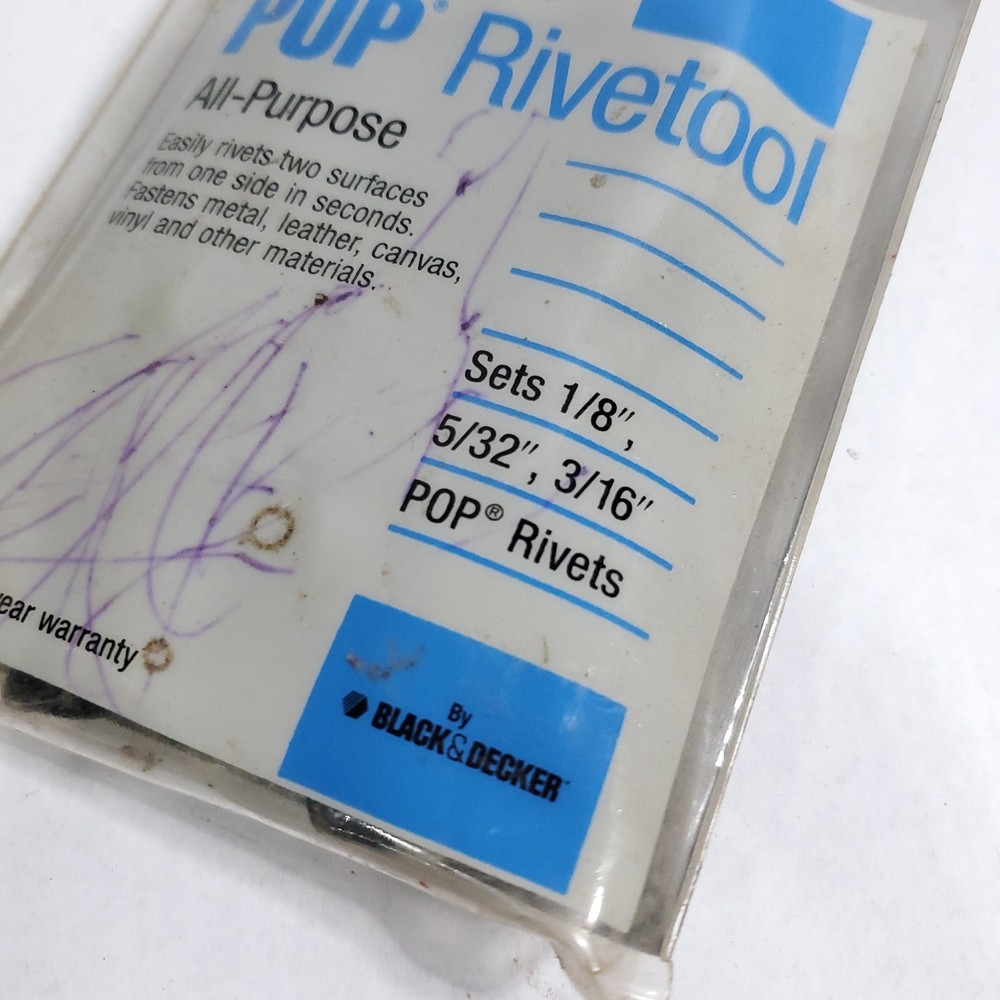 POP® Rivetool
All-Purpose
Easily rivets two surfaces
from one side in seconds.
Fastens metal, leather, canvas,
vinyl and other materials.
Sets 1/8″,
5/32″, 3/16″
POP® Rivets
warranty
By
BLACK&DECKER